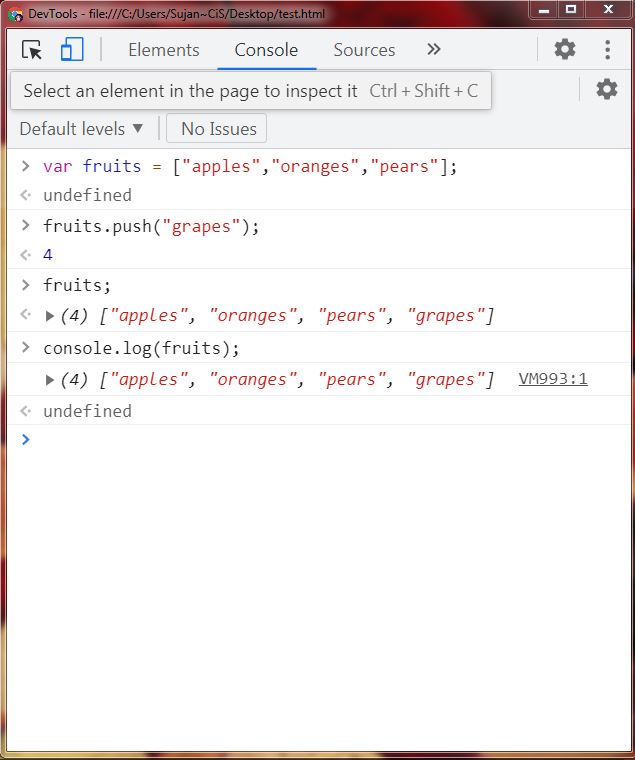 DevTools - file:///C:/Users/Sujan~CiS/Desktop/test.html
Elements Console Sources
Select an element in the page to inspect it Ctrl + Shift + C
Default levels ▼ No Issues
> var fruits = ["apples","oranges","pears"];
undefined
> fruits.push("grapes");
4
> fruits;
▶ (4) ["apples", "oranges", "pears", "grapes"]
> console.log(fruits);
▶ (4) ["apples", "oranges", "pears", "grapes"] VM993:1
undefined
>